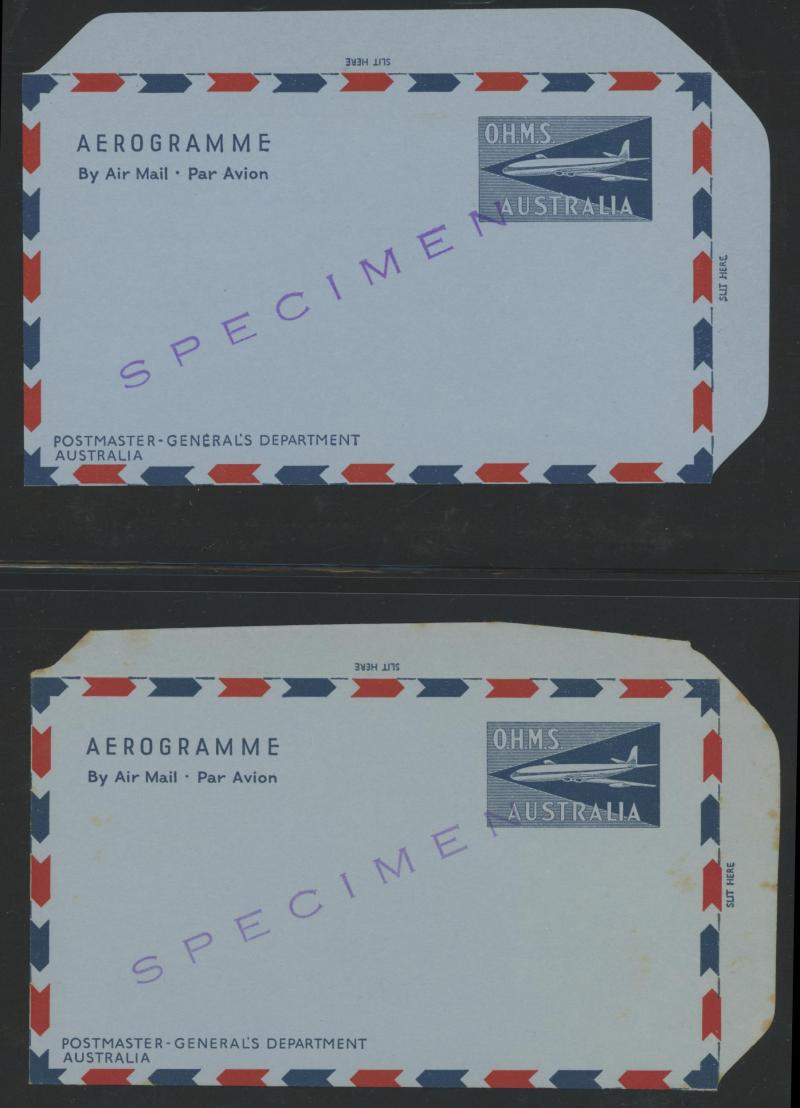 SLIT HERE
AEROGRAMME
By Air Mail · Par Avion
O.H.M.S.
AUSTRALIA
SPECIMEN
SLIT HERE
POSTMASTER-GENERAL'S DEPARTMENT
AUSTRALIA
SLIT HERE
AEROGRAMME
By Air Mail · Par Avion
O.H.M.S.
AUSTRALIA
SPECIMEN
SLIT HERE
POSTMASTER-GENERAL'S DEPARTMENT
AUSTRALIA